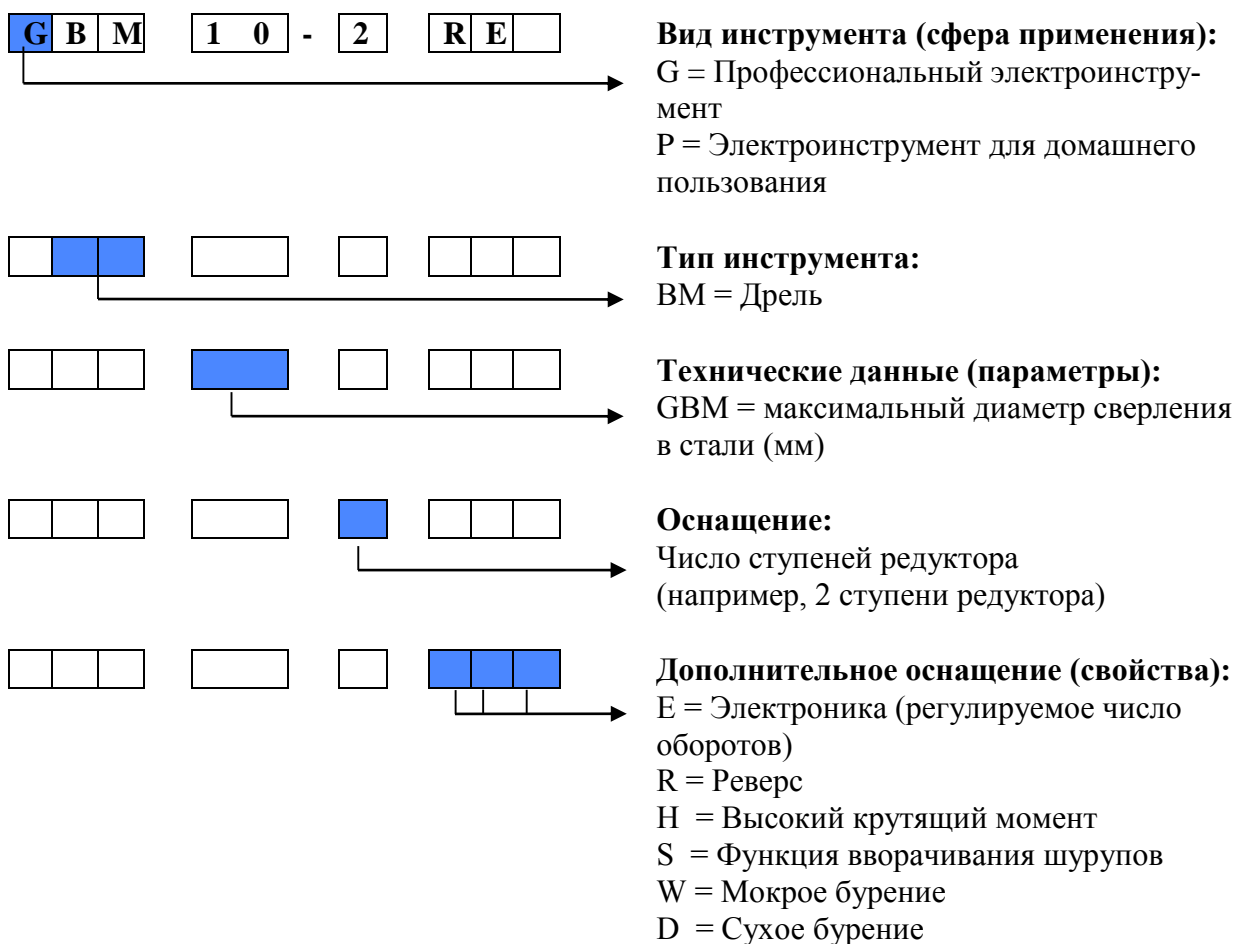 G B M 1 0 - 2 R E
Вид инструмента (сфера применения):
G = Профессиональный электроинстру-
мент
P = Электроинструмент для домашнего
пользования
Тип инструмента:
BM = Дрель
Технические данные (параметры):
GBM = максимальный диаметр сверления
в стали (мм)
Оснащение:
Число ступеней редуктора
(например, 2 ступени редуктора)
Дополнительное оснащение (свойства):
E = Электроника (регулируемое число
оборотов)
R = Реверс
H = Высокий крутящий момент
S = Функция вворачивания шурупов
W = Мокрое бурение
D = Сухое бурение